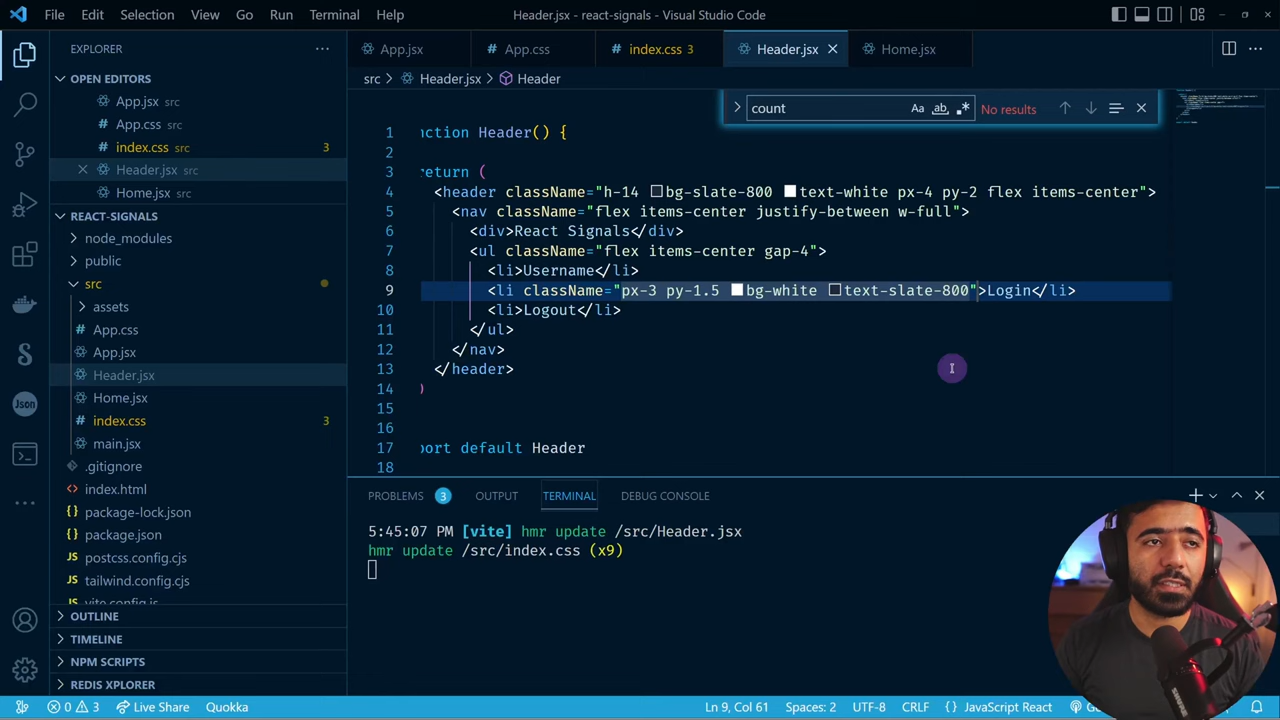 File Edit Selection View Go Run Terminal Help
Header.jsx - react-signals - Visual Studio Code
EXPLORER
OPEN EDITORS
App.jsx src
App.css src
index.css src 3
Header.jsx src
Home.jsx src
REACT-SIGNALS
node_modules
public
src
assets
App.css
App.jsx
Header.jsx
Home.jsx
index.css 3
main.jsx
.gitignore
index.html
package-lock.json
package.json
postcss.config.cjs
tailwind.config.cjs
vite.config.js
OUTLINE
TIMELINE
NPM SCRIPTS
REDIS XPLORER
App.jsx App.css index.css 3 Header.jsx Home.jsx
src > Header.jsx > Header
count Aa ab No results
1 nction Header() {
2
3 return (
4 <header className="h-14 bg-slate-800 text-white px-4 py-2 flex items-center">
5 <nav className="flex items-center justify-between w-full">
6 <div>React Signals</div>
7 <ul className="flex items-center gap-4">
8 <li>Username</li>
9 <li className="px-3 py-1.5 bg-white text-slate-800">Login</li>
10 <li>Logout</li>
11 </ul>
12 </nav>
13 </header>
14 )
15
16
17 port default Header
18
PROBLEMS 3 OUTPUT TERMINAL DEBUG CONSOLE
5:45:07 PM [vite] hmr update /src/Header.jsx
hmr update /src/index.css (x9)
Json
0 3 Live Share Quokka
Ln 9, Col 61 Spaces: 2 UTF-8 CRLF {} JavaScript React